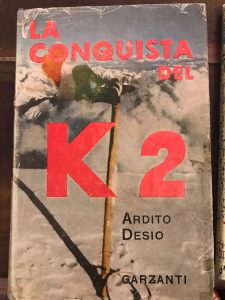 LA
CONQUISTA
DEL
K2
ARDITO
DESIO
GARZANTI